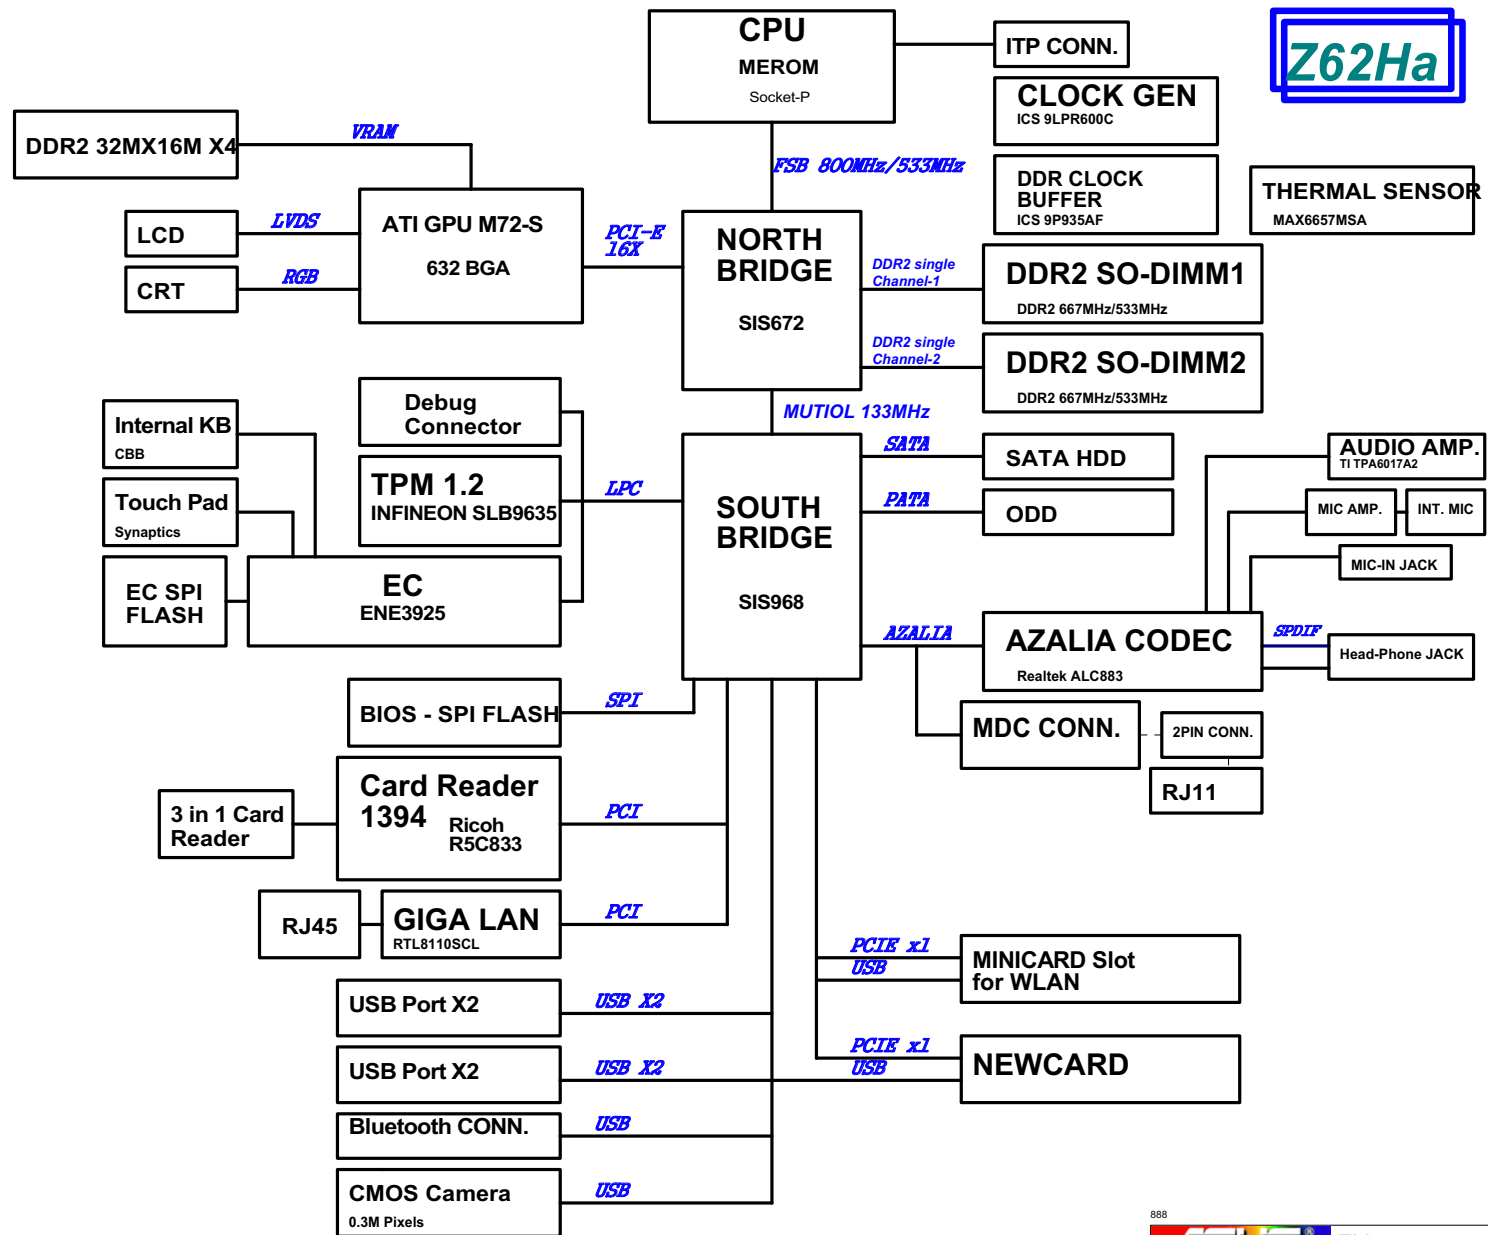 CPU
MEROM
Socket-P
ITP CONN.
Z62Ha
CLOCK GEN
ICS 9LPR600C
DDR2 32MX16M X4
VRAM
FSB 800MHz/533MHz
DDR CLOCK
BUFFER
ICS 9P935AF
THERMAL SENSOR
MAX6657MSA
LCD
LVDS
ATI GPU M72-S
632 BGA
PCI-E
16X
NORTH
BRIDGE
SIS672
CRT
RGB
DDR2 single
Channel-1
DDR2 SO-DIMM1
DDR2 667MHz/533MHz
DDR2 single
Channel-2
DDR2 SO-DIMM2
DDR2 667MHz/533MHz
MUTIOL 133MHz
Debug
Connector
Internal KB
CBB
TPM 1.2
INFINEON SLB9635
LPC
Touch Pad
Synaptics
EC SPI
FLASH
EC
ENE3925
SOUTH
BRIDGE
SIS968
SATA
SATA HDD
PATA
ODD
AUDIO AMP.
TI TPA6017A2
MIC AMP.
INT. MIC
MIC-IN JACK
AZALIA
AZALIA CODEC
Realtek ALC883
SPDIF
Head-Phone JACK
BIOS - SPI FLASH
SPI
MDC CONN.
2PIN CONN.
RJ11
3 in 1 Card
Reader
Card Reader
1394
Ricoh
R5C833
PCI
RJ45
GIGA LAN
RTL8110SCL
PCI
PCIE x1
USB
MINICARD Slot
for WLAN
USB Port X2
USB X2
USB Port X2
USB X2
PCIE x1
USB
NEWCARD
Bluetooth CONN.
USB
CMOS Camera
0.3M Pixels
USB
888